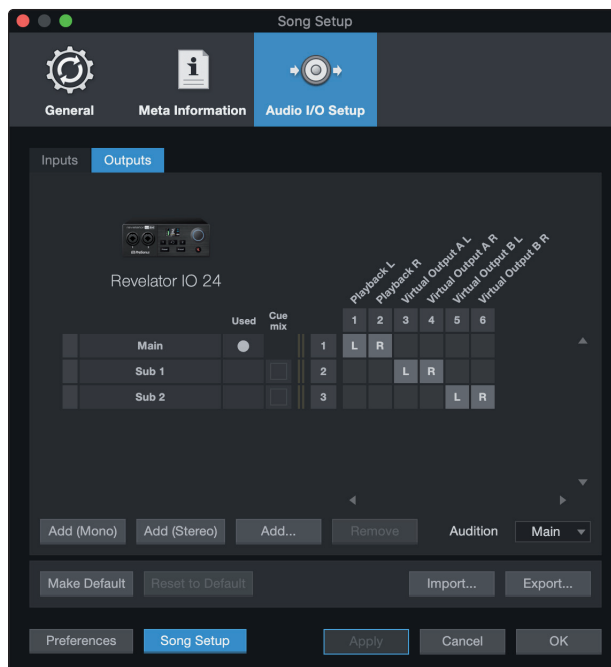 Song Setup
General
Meta Information
Audio I/O Setup
Inputs
Outputs
Revelator IO 24
Playback L
Playback R
Virtual Output A L
Virtual Output A R
Virtual Output B L
Virtual Output B R
Used
Cue mix
1 2 3 4 5 6
Main 1 L R
Sub 1 2 L R
Sub 2 3 L R
Add (Mono)
Add (Stereo)
Add...
Remove
Audition
Main
Make Default
Reset to Default
Import...
Export...
Preferences
Song Setup
Apply
Cancel
OK